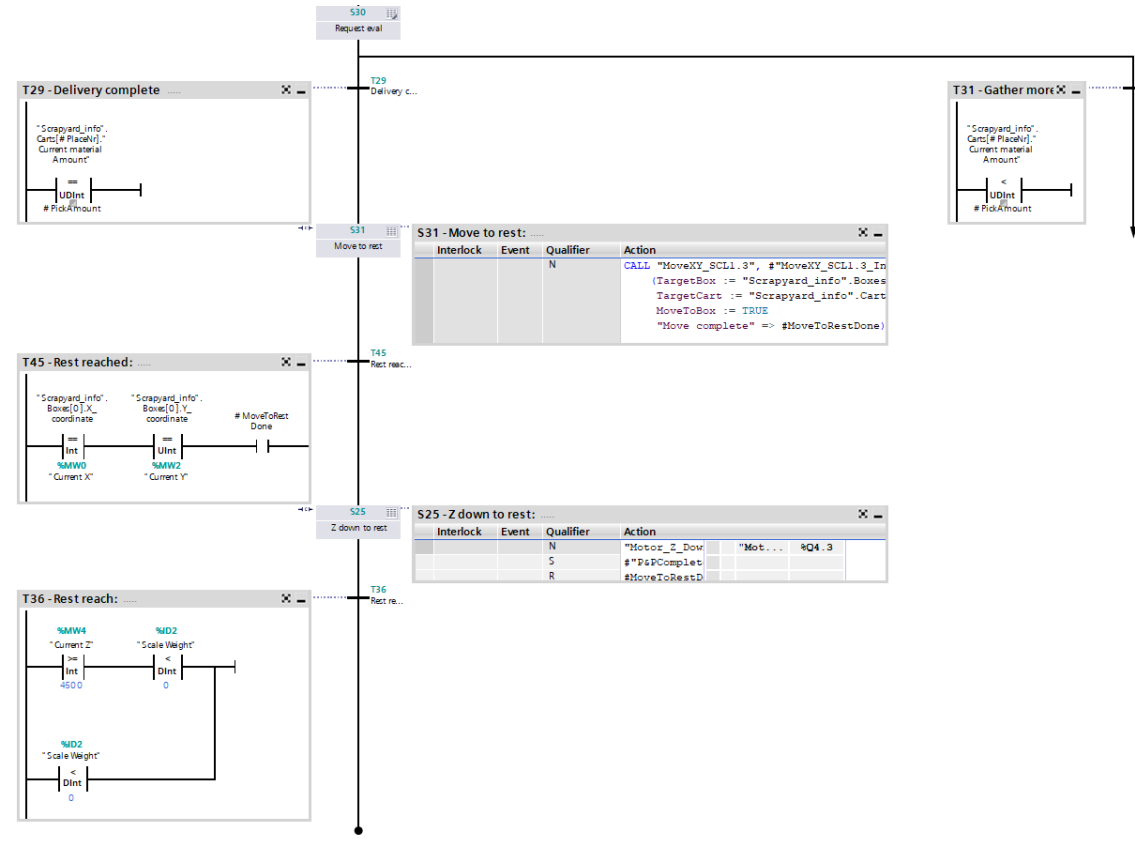 S30
Request eval
T29 - Delivery complete .....
T29
Delivery c...
"Scrapyard_info".
Carts[# PlaceNr]."
Current material
Amount"
==
UDInt
# PickAmount
T31 - Gather more
"Scrapyard_info".
Carts[# PlaceNr]."
Current material
Amount"
<
UDInt
# PickAmount
S31
Move to rest
S31 - Move to rest: .....
Interlock Event Qualifier Action
N CALL "MoveXY_SCL1.3", #"MoveXY_SCL1.3_In
(TargetBox := "Scrapyard_info".Boxes
TargetCart := "Scrapyard_info".Cart
MoveToBox := TRUE
"Move complete" => #MoveToRestDone)
T45 - Rest reached: .....
T45
Rest reac...
"Scrapyard_info".
Boxes[0].X_
coordinate
==
Int
%MW0
"Current X"
"Scrapyard_info".
Boxes[0].Y_
coordinate
==
UInt
%MW2
"Current Y"
# MoveToRest
Done
S25
Z down to rest
S25 - Z down to rest: .....
Interlock Event Qualifier Action
N "Motor_Z_Dow "Mot... %Q4.3
S #"P&PComplet
R #MoveToRestD
T36 - Rest reach: .....
T36
Rest re...
%MW4
"Current Z"
>=
Int
4500
%ID2
"Scale Weight"
<
DInt
0
%ID2
"Scale Weight"
<
DInt
0